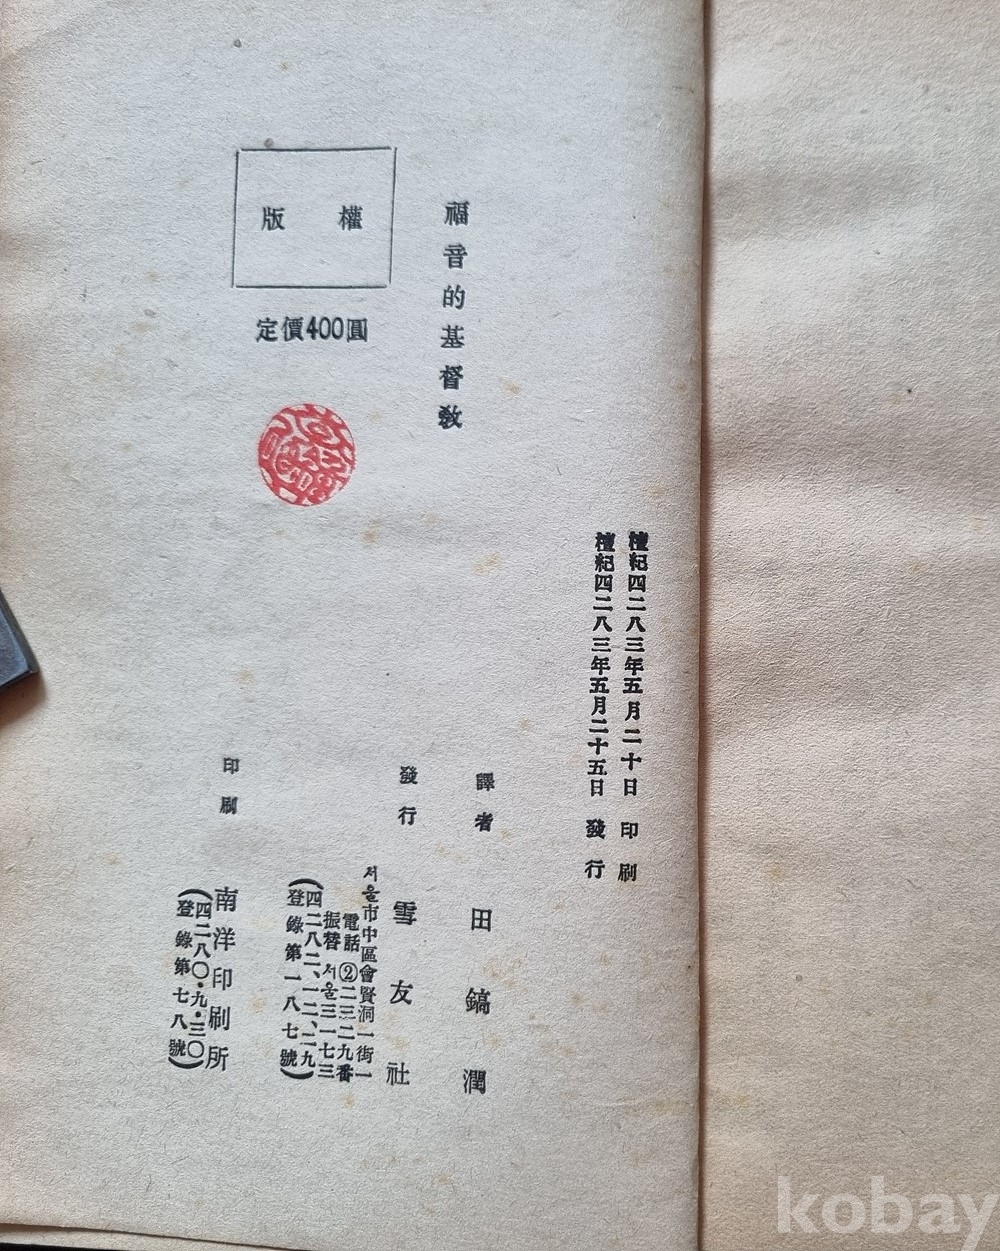 檀紀四二八三年五月二十日 印刷
檀紀四二八三年五月二十五日 發行
福音的基督敎
版權
定價400圓
譯者 田鎬潤
發行 雪友社
서울市中區會賢洞一街一
電話②二三二九番
振替서울三一七三
(四二八二、一二、二九
登錄第一八七號)
印刷 南洋印刷所
(四二八〇・九・三〇
登錄第七八號)
kobay